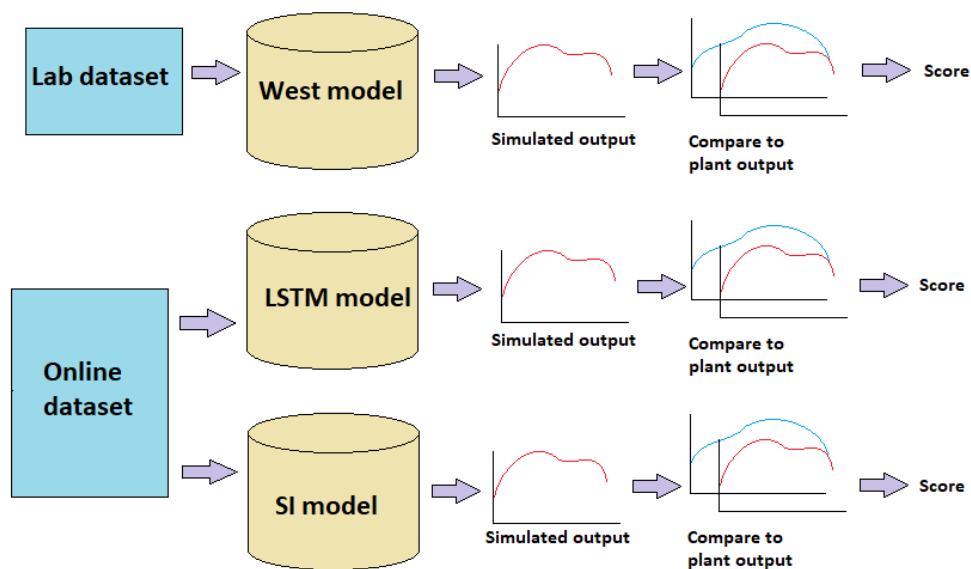 Lab dataset
West model
Simulated output
Compare to
plant output
Score
Online
dataset
LSTM model
Simulated output
Compare to
plant output
Score
SI model
Simulated output
Compare to
plant output
Score